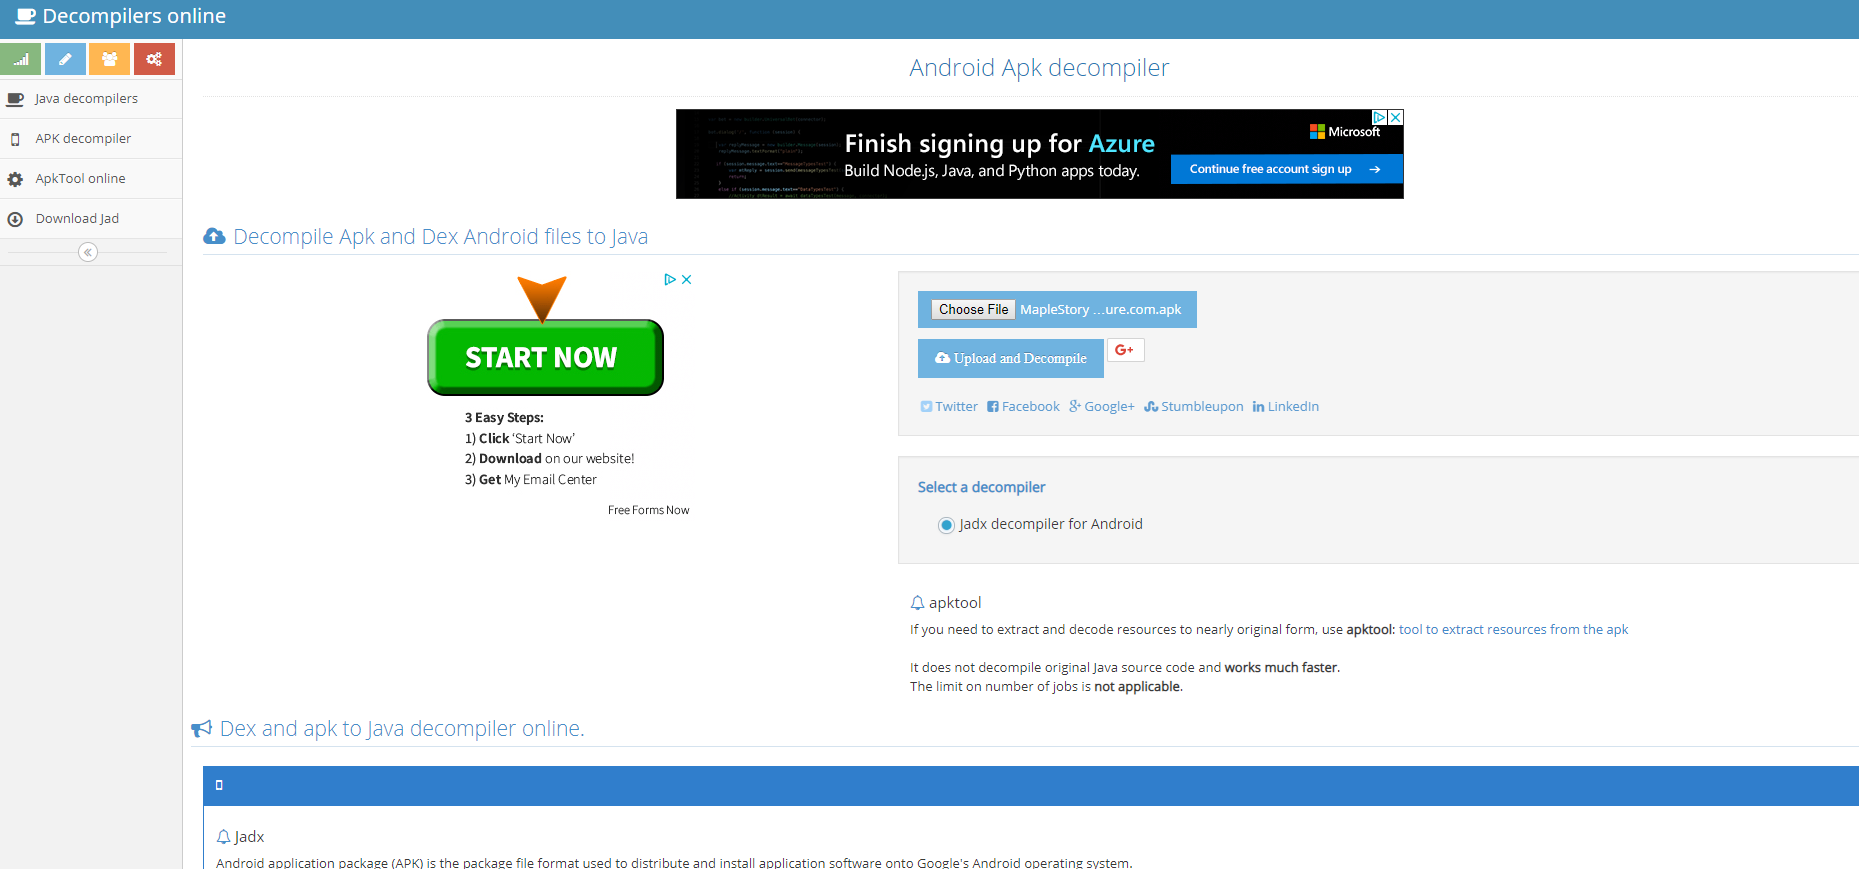 Decompilers online
Java decompilers
APK decompiler
ApkTool online
Download Jad
Android Apk decompiler
Finish signing up for Azure
Build Node.js, Java, and Python apps today.
Microsoft
Continue free account sign up →
Decompile Apk and Dex Android files to Java
START NOW
3 Easy Steps:
1) Click ‘Start Now’
2) Download on our website!
3) Get My Email Center
Free Forms Now
Choose File MapleStory ...ure.com.apk
Upload and Decompile G+
Twitter Facebook Google+ Stumbleupon LinkedIn
Select a decompiler
Jadx decompiler for Android
apktool
If you need to extract and decode resources to nearly original form, use apktool: tool to extract resources from the apk
It does not decompile original Java source code and works much faster.
The limit on number of jobs is not applicable.
Dex and apk to Java decompiler online.
Jadx
Android application package (APK) is the package file format used to distribute and install application software onto Google's Android operating system.